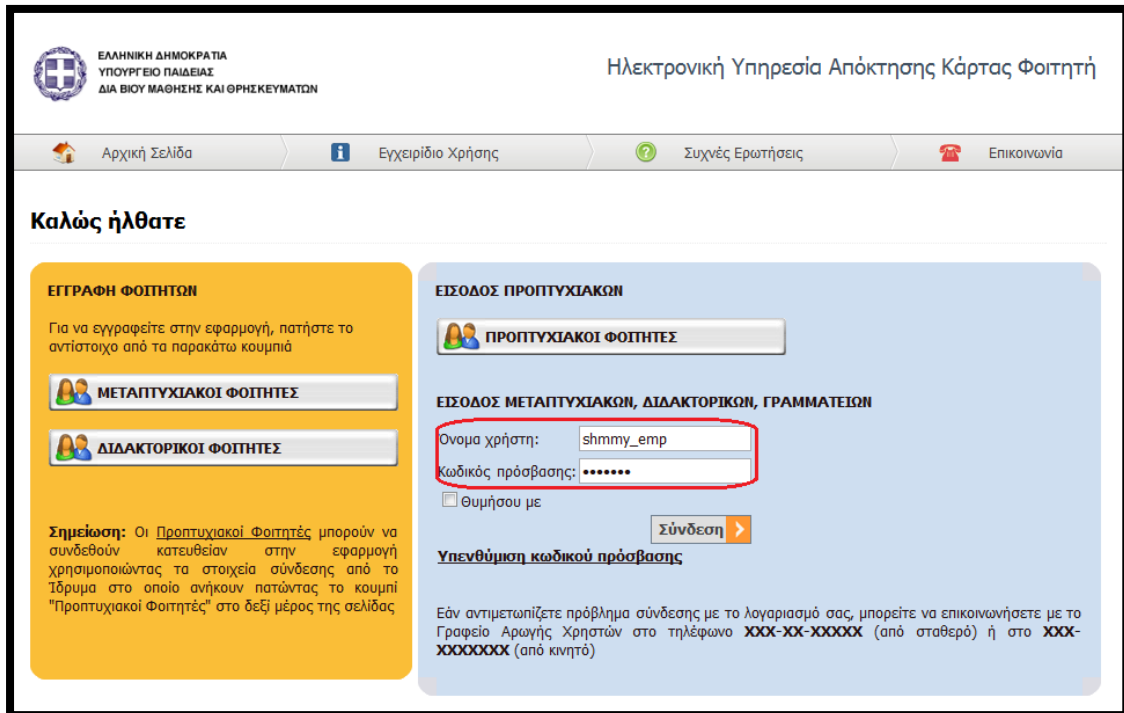 ΕΛΛΗΝΙΚΗ ΔΗΜΟΚΡΑΤΙΑ
ΥΠΟΥΡΓΕΙΟ ΠΑΙΔΕΙΑΣ
ΔΙΑ ΒΙΟΥ ΜΑΘΗΣΗΣ ΚΑΙ ΘΡΗΣΚΕΥΜΑΤΩΝ
Ηλεκτρονική Υπηρεσία Απόκτησης Κάρτας Φοιτητή
Αρχική Σελίδα
Εγχειρίδιο Χρήσης
Συχνές Ερωτήσεις
Επικοινωνία
Καλώς ήλθατε
ΕΓΓΡΑΦΗ ΦΟΙΤΗΤΩΝ
Για να εγγραφείτε στην εφαρμογή, πατήστε το
αντίστοιχο από τα παρακάτω κουμπιά
ΜΕΤΑΠΤΥΧΙΑΚΟΙ ΦΟΙΤΗΤΕΣ
ΔΙΔΑΚΤΟΡΙΚΟΙ ΦΟΙΤΗΤΕΣ
Σημείωση: Οι Προπτυχιακοί Φοιτητές μπορούν να
συνδεθούν κατευθείαν στην εφαρμογή
χρησιμοποιώντας τα στοιχεία σύνδεσης από το
Ίδρυμα στο οποίο ανήκουν πατώντας το κουμπί
"Προπτυχιακοί Φοιτητές" στο δεξί μέρος της σελίδας
ΕΙΣΟΔΟΣ ΠΡΟΠΤΥΧΙΑΚΩΝ
ΠΡΟΠΤΥΧΙΑΚΟΙ ΦΟΙΤΗΤΕΣ
ΕΙΣΟΔΟΣ ΜΕΤΑΠΤΥΧΙΑΚΩΝ, ΔΙΔΑΚΤΟΡΙΚΩΝ, ΓΡΑΜΜΑΤΕΙΩΝ
Όνομα χρήστη: shmmy_emp
Κωδικός πρόσβασης: •••••••
Θυμήσου με
Σύνδεση
Υπενθύμιση κωδικού πρόσβασης
Εάν αντιμετωπίζετε πρόβλημα σύνδεσης με το λογαριασμό σας, μπορείτε να επικοινωνήσετε με το
Γραφείο Αρωγής Χρηστών στο τηλέφωνο XXX-XX-XXXXX (από σταθερό) ή στο XXX-
XXXXXXX (από κινητό)